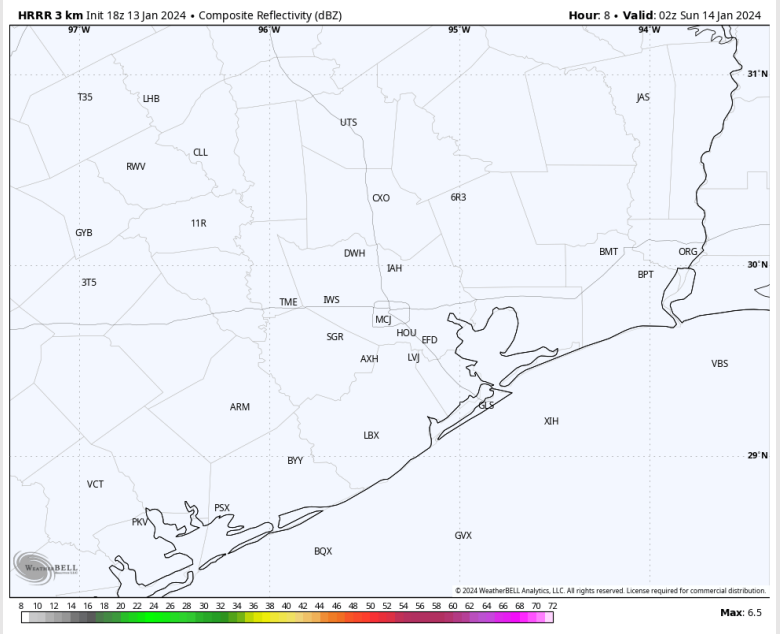 HRRR 3 km Init 18z 13 Jan 2024 • Composite Reflectivity (dBZ) Hour: 8 • Valid: 02z Sun 14 Jan 2024
97°W 96°W 95°W 94°W
31°N
T35 LHB JAS
UTS
CLL
RWV
CXO 6R3
11R
GYB
DWH BMT ORG
IAH 30°N
BPT
3T5
TME IWS
MCJ
SGR HOU
EFD
AXH LVJ VBS
ARM GLS
XIH
LBX
BYY 29°N
VCT
PSX
PKV
GVX
BQX
WEATHERBELL
© 2024 WeatherBELL Analytics, LLC. All rights reserved. License required for commercial distribution.
8 10 12 14 16 18 20 22 24 25 26 28 30 32 33 34 36 38 40 42 44 46 48 50 52 53 54 55 56 58 60 62 64 66 67 68 70 72
Max: 6.5